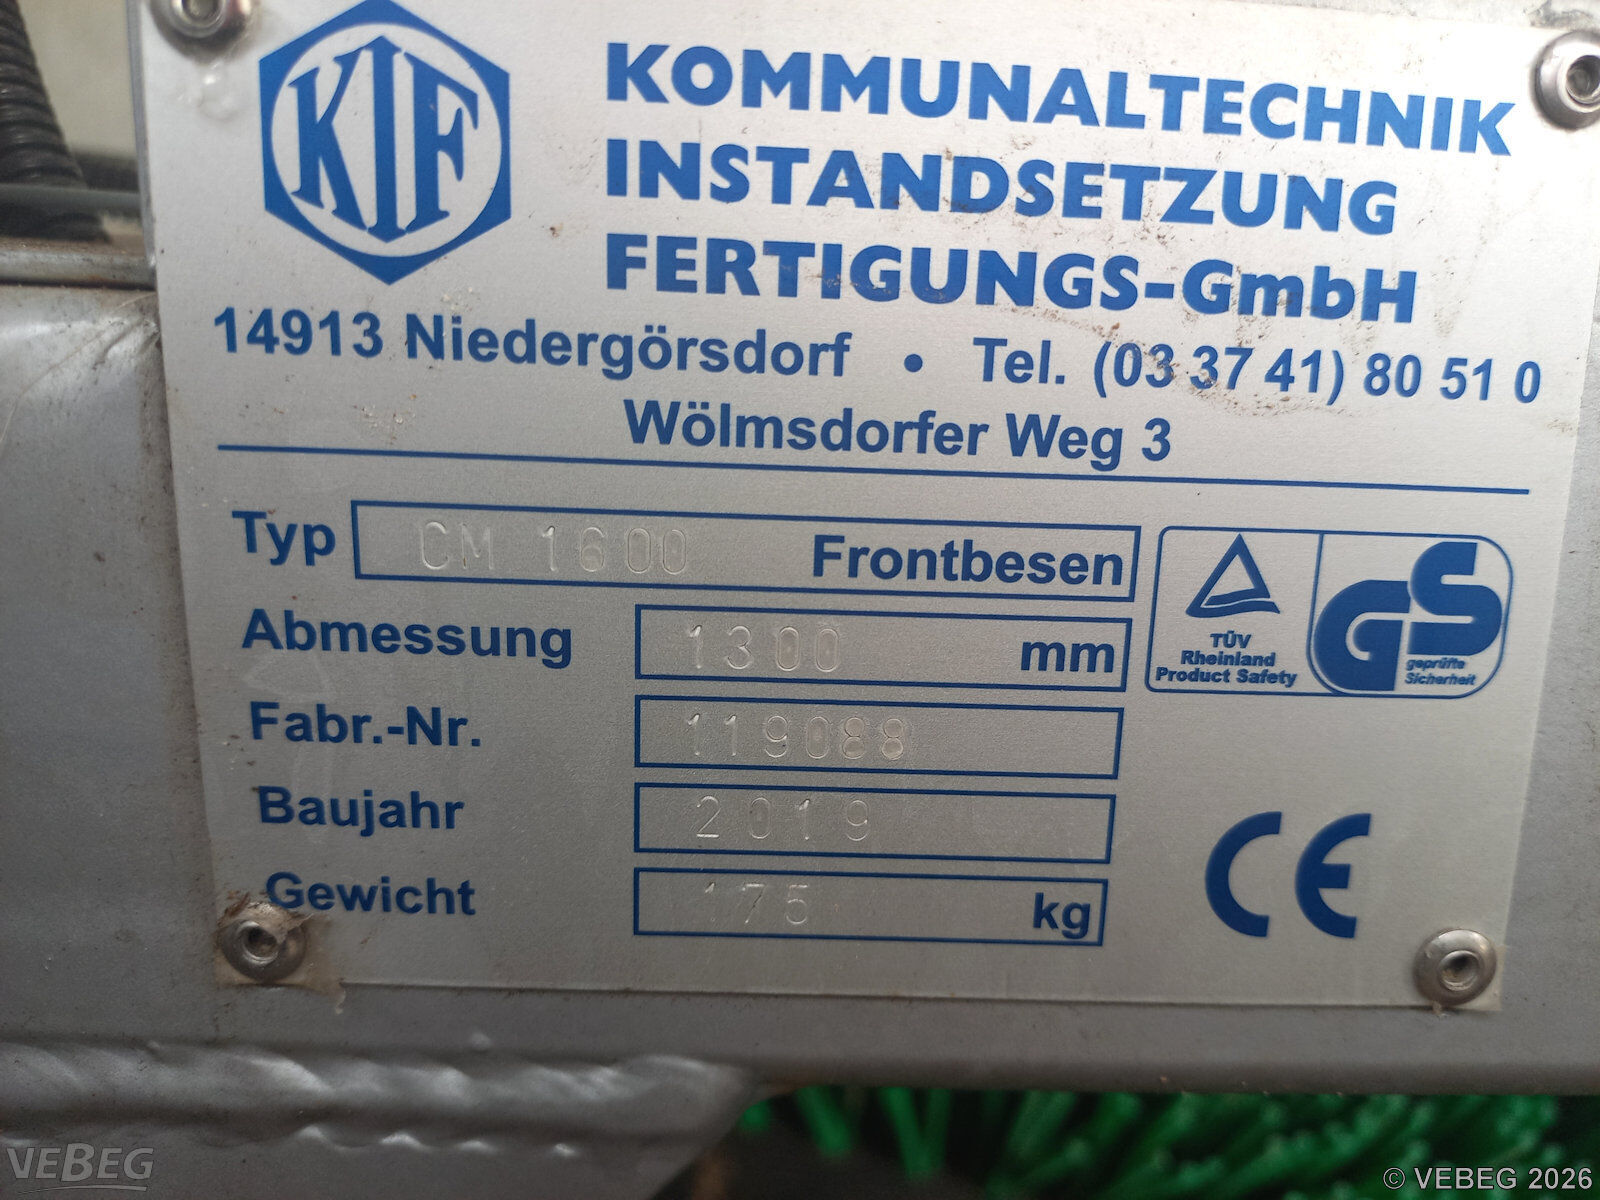 KIF
KOMMUNALTECHNIK
INSTANDSETZUNG
FERTIGUNGS-GmbH
14913 Niedergörsdorf • Tel. (03 37 41) 80 51 0
Wölmsdorfer Weg 3
Typ CM 1600 Frontbesen
Abmessung 1300 mm
Fabr.-Nr. 119088
Baujahr 2019
Gewicht 175 kg
TÜV
Rheinland
Product Safety
GS
geprüfte
Sicherheit
CE
VEBEG
© VEBEG 2026